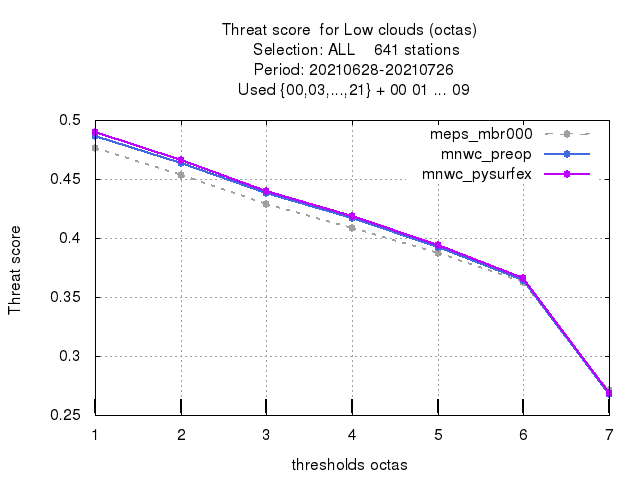 Threat score  for Low clouds (octas)
Selection: ALL    641 stations
Period: 20210628-20210726
Used {00,03,...,21} + 00 01 ... 09
meps_mbr000
mnwc_preop
mnwc_pysurfex
0.5
0.45
0.4
0.35
0.3
0.25
Threat score
1 2 3 4 5 6 7
thresholds octas